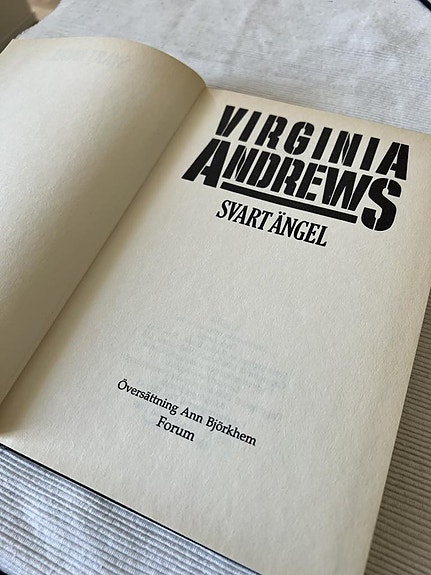 VIRGINIA
ANDREWS
SVART ÄNGEL
Översättning Ann Björkhem
Forum